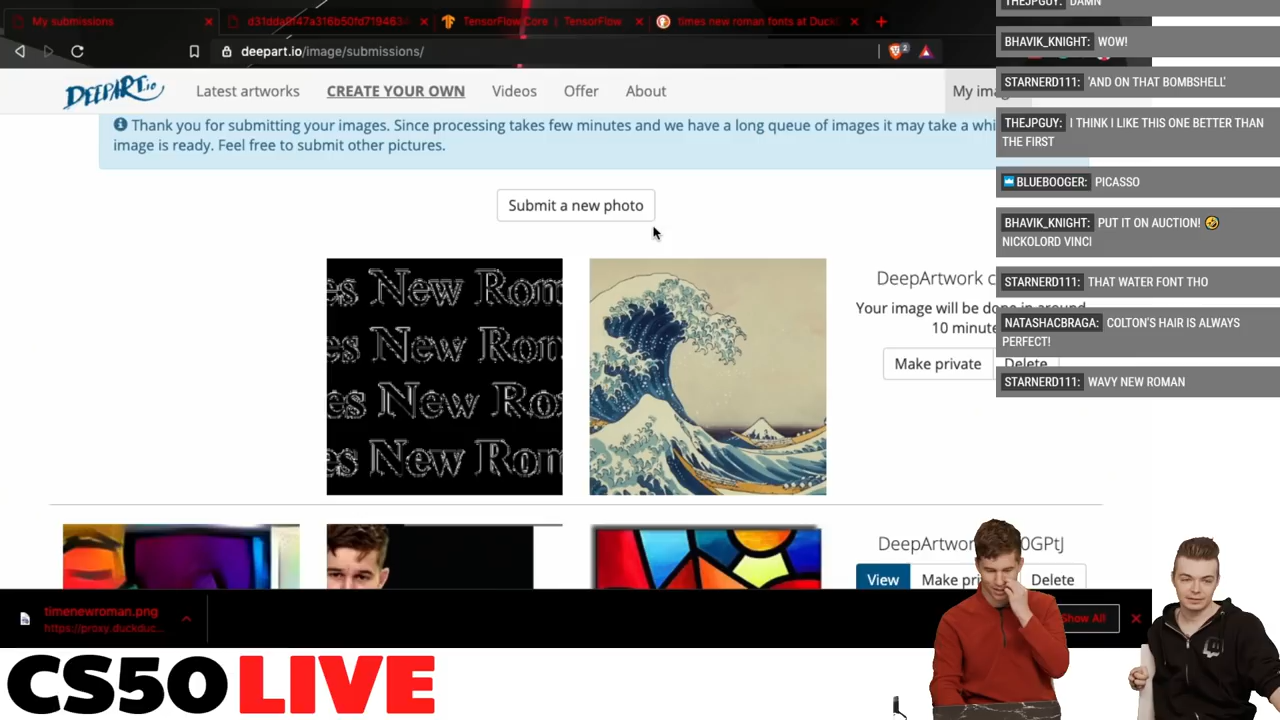 My submissions
d31dda9f47a316b50fd7194634
TensorFlow Core | TensorFlow
times new roman fonts at Duck
deepart.io/image/submissions/
2
DEEPART.io
Latest artworks
CREATE YOUR OWN
Videos
Offer
About
My imag
Thank you for submitting your images. Since processing takes few minutes and we have a long queue of images it may take a whi
image is ready. Feel free to submit other pictures.
Submit a new photo
es New Rom
es New Rom
es New Ro
es New Rom
DeepArtwork c
Your image will be done in around
10 minute
Make private
Delete
DeepArtwork
0GPtJ
View
Make pri
Delete
timenewroman.png
https://proxy.duckduc...
Show All
CS50 LIVE
THEJPGUY: DAMN
BHAVIK_KNIGHT: WOW!
STARNERD111: 'AND ON THAT BOMBSHELL'
THEJPGUY: I THINK I LIKE THIS ONE BETTER THAN
THE FIRST
BLUEBOOGER: PICASSO
BHAVIK_KNIGHT: PUT IT ON AUCTION! 🤣
NICKOLORD VINCI
STARNERD111: THAT WATER FONT THO
NATASHACBRAGA: COLTON'S HAIR IS ALWAYS
PERFECT!
STARNERD111: WAVY NEW ROMAN